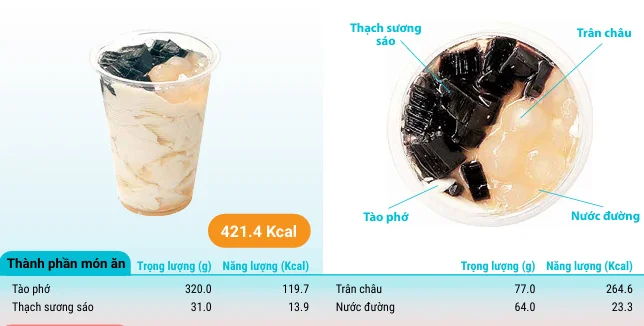 Thạch sương
sáo
Trân châu
Tào phớ
Nước đường
421.4 Kcal
Thành phần món ăn Trọng lượng (g) Năng lượng (Kcal) Trọng lượng (g) Năng lượng (Kcal)
Tào phớ 320.0 119.7 Trân châu 77.0 264.6
Thạch sương sáo 31.0 13.9 Nước đường 64.0 23.3